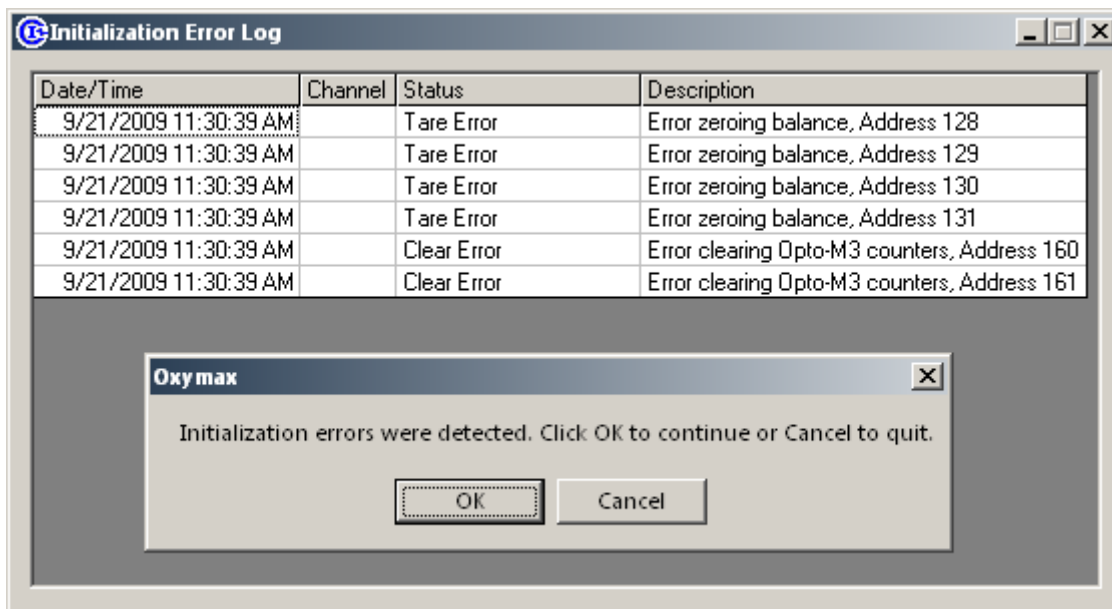 Initialization Error Log
Date/Time Channel Status Description
9/21/2009 11:30:39 AM Tare Error Error zeroing balance, Address 128
9/21/2009 11:30:39 AM Tare Error Error zeroing balance, Address 129
9/21/2009 11:30:39 AM Tare Error Error zeroing balance, Address 130
9/21/2009 11:30:39 AM Tare Error Error zeroing balance, Address 131
9/21/2009 11:30:39 AM Clear Error Error clearing Opto-M3 counters, Address 160
9/21/2009 11:30:39 AM Clear Error Error clearing Opto-M3 counters, Address 161
Oxymax
Initialization errors were detected. Click OK to continue or Cancel to quit.
OK Cancel